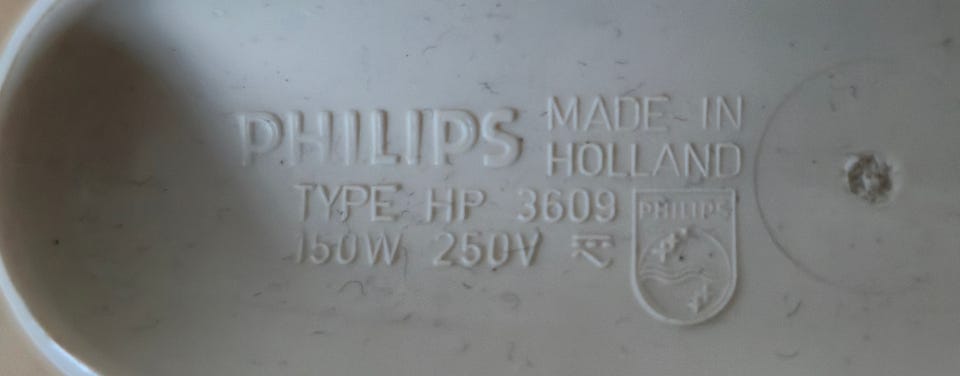 PHILIPS
MADE IN
HOLLAND
TYPE HP 3609
150W 250V
PHILIPS